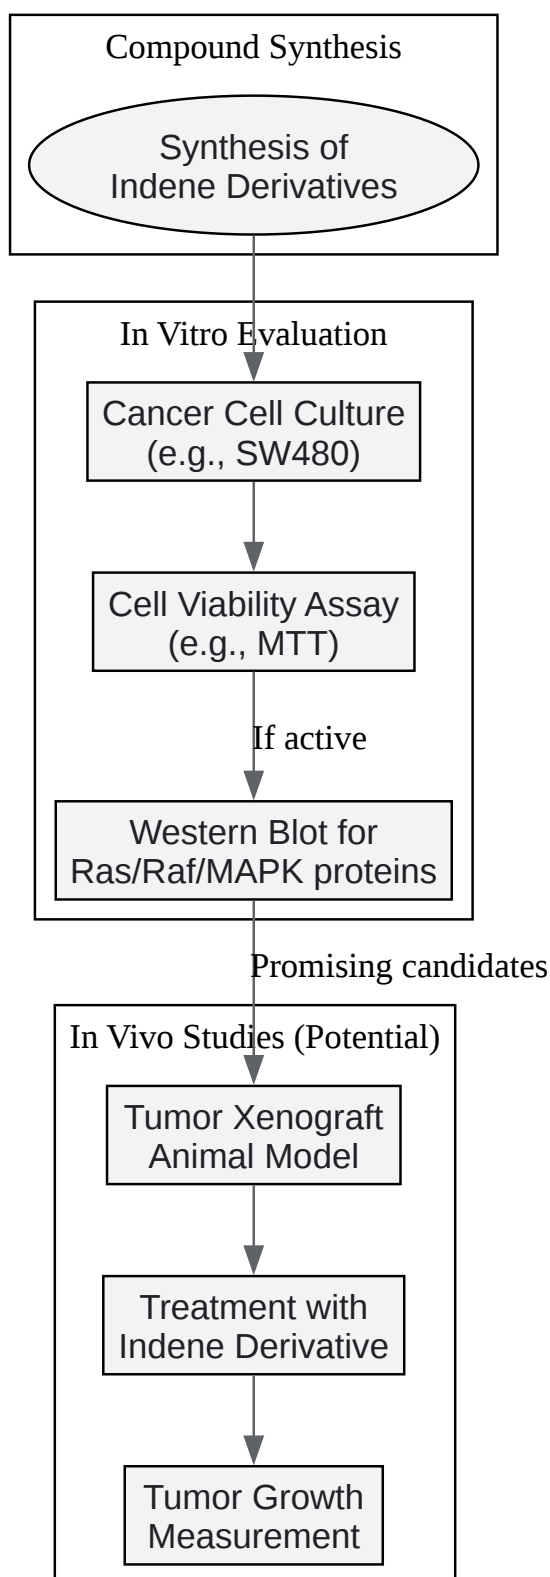 Compound Synthesis
Synthesis of
Indene Derivatives
In Vitro Evaluation
Cancer Cell Culture
(e.g., SW480)
Cell Viability Assay
(e.g., MTT)
If active
Western Blot for
Ras/Raf/MAPK proteins
Promising candidates
In Vivo Studies (Potential)
Tumor Xenograft
Animal Model
Treatment with
Indene Derivative
Tumor Growth
Measurement